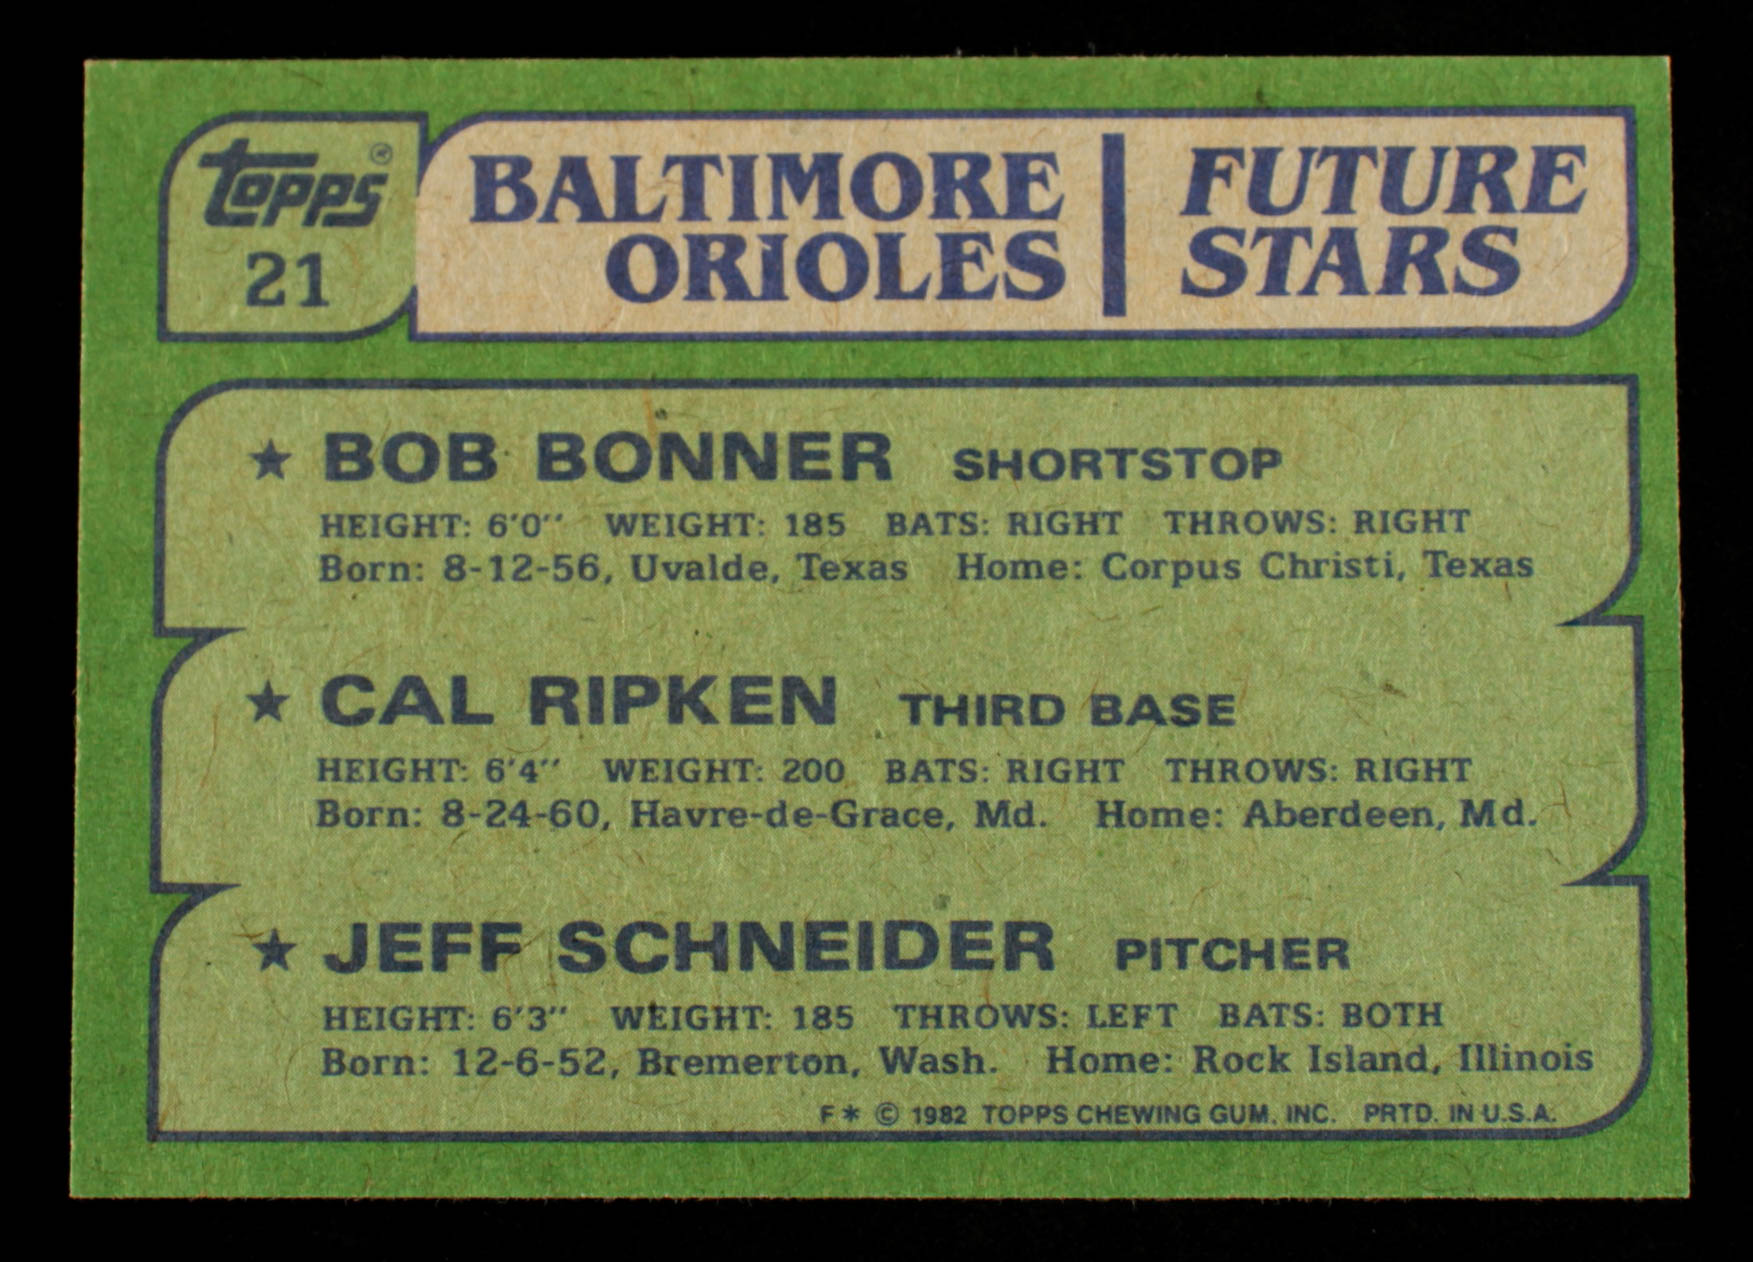 Topps®
21
BALTIMORE
ORIOLES
FUTURE
STARS
★ BOB BONNER SHORTSTOP
HEIGHT: 6'0" WEIGHT: 185 BATS: RIGHT THROWS: RIGHT
Born: 8-12-56, Uvalde, Texas Home: Corpus Christi, Texas
★ CAL RIPKEN THIRD BASE
HEIGHT: 6'4" WEIGHT: 200 BATS: RIGHT THROWS: RIGHT
Born: 8-24-60, Havre-de-Grace, Md. Home: Aberdeen, Md.
★ JEFF SCHNEIDER PITCHER
HEIGHT: 6'3" WEIGHT: 185 THROWS: LEFT BATS: BOTH
Born: 12-6-52, Bremerton, Wash. Home: Rock Island, Illinois
F* © 1982 TOPPS CHEWING GUM, INC. PRTD. IN U.S.A.